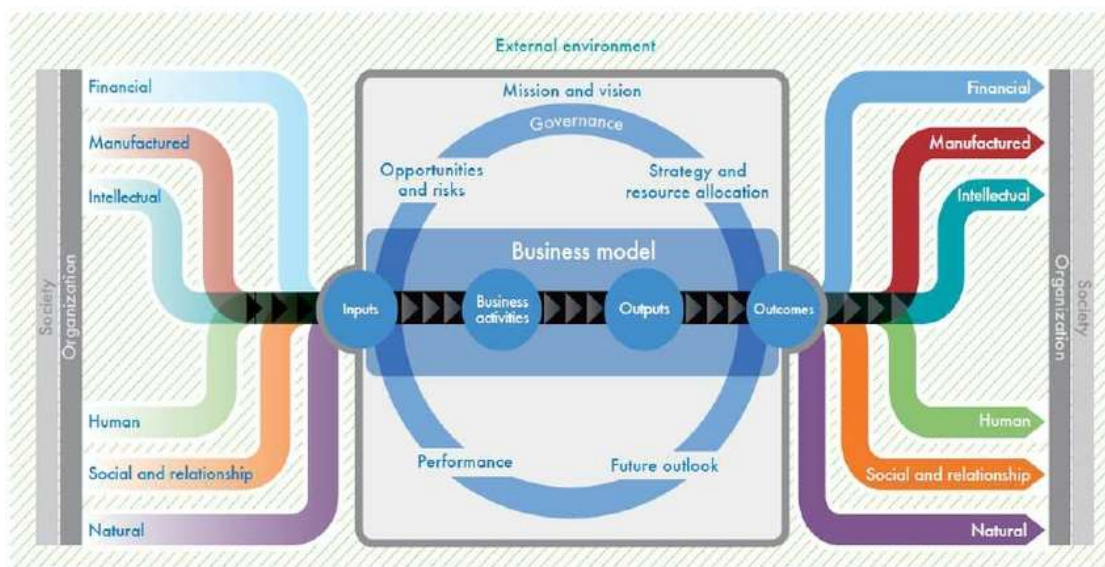 External environment
Society
Organization
Financial
Manufactured
Intellectual
Human
Social and relationship
Natural
Mission and vision
Governance
Opportunities
and risks
Strategy and
resource allocation
Business model
Inputs
Business
activities
Outputs
Outcomes
Performance
Future outlook
Financial
Manufactured
Intellectual
Human
Social and relationship
Natural
Organization
Society